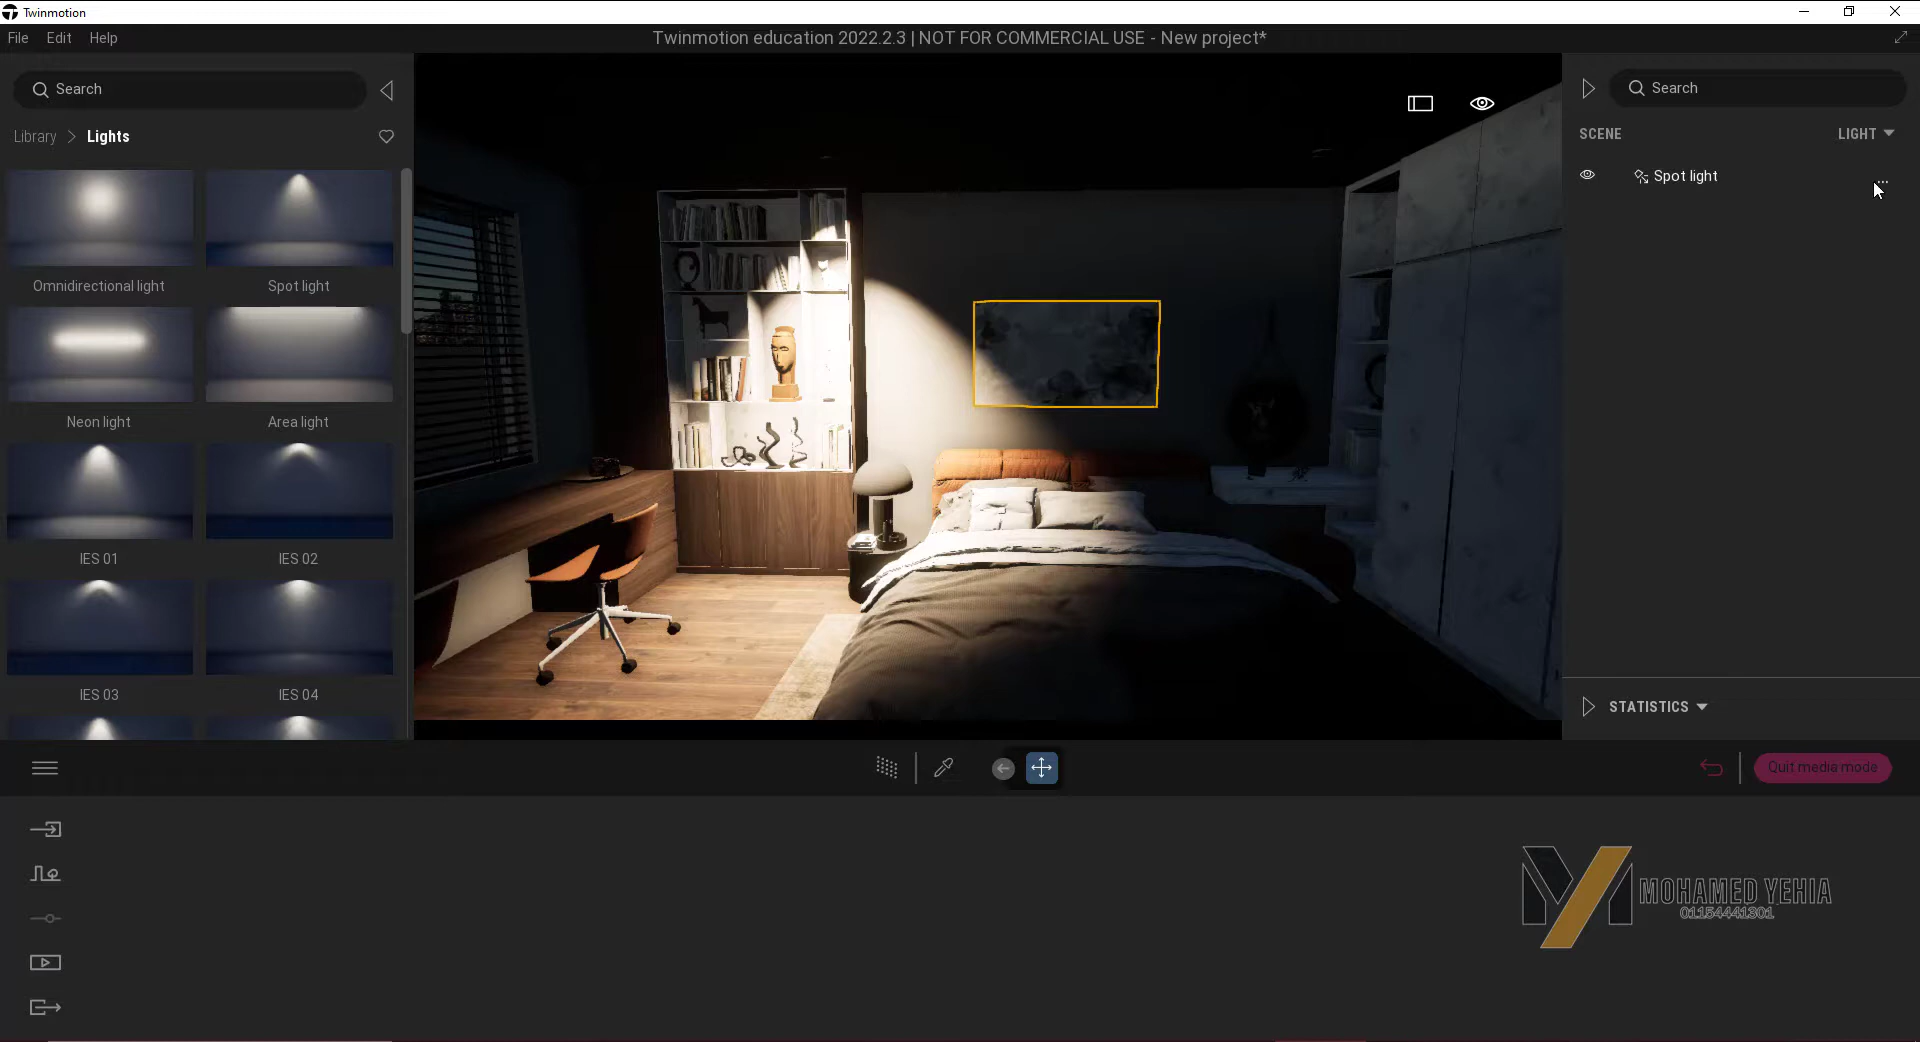 Twinmotion
File Edit Help
Twinmotion education 2022.2.3 | NOT FOR COMMERCIAL USE - New project*
Search
Library > Lights
Omnidirectional light
Spot light
Neon light
Area light
IES 01
IES 02
IES 03
IES 04
Search
SCENE
LIGHT
Spot light
...
STATISTICS
Quit media mode
MOHAMED YEHIA
01154441301